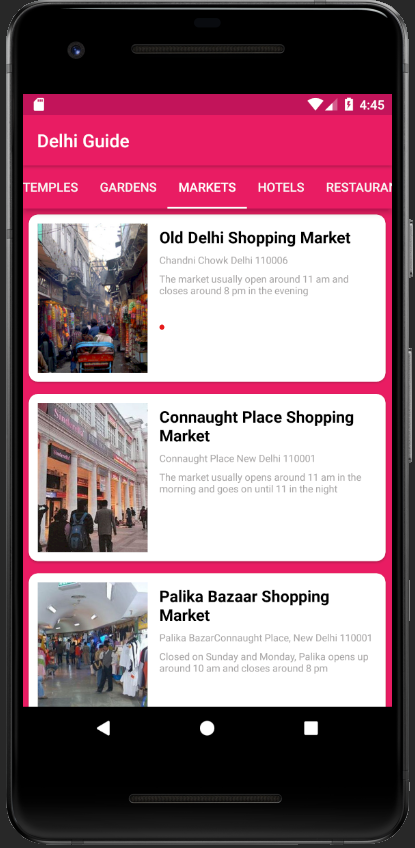 4:45
Delhi Guide
TEMPLES GARDENS MARKETS HOTELS RESTAURAN
Old Delhi Shopping Market
Chandni Chowk Delhi 110006
The market usually open around 11 am and
closes around 8 pm in the evening
Connaught Place Shopping
Market
Connaught Place New Delhi 110001
The market usually opens around 11 am in the
morning and goes on until 11 in the night
Palika Bazaar Shopping
Market
Palika BazarConnaught Place, New Delhi 110001
Closed on Sunday and Monday, Palika opens up
around 10 am and closes around 8 pm